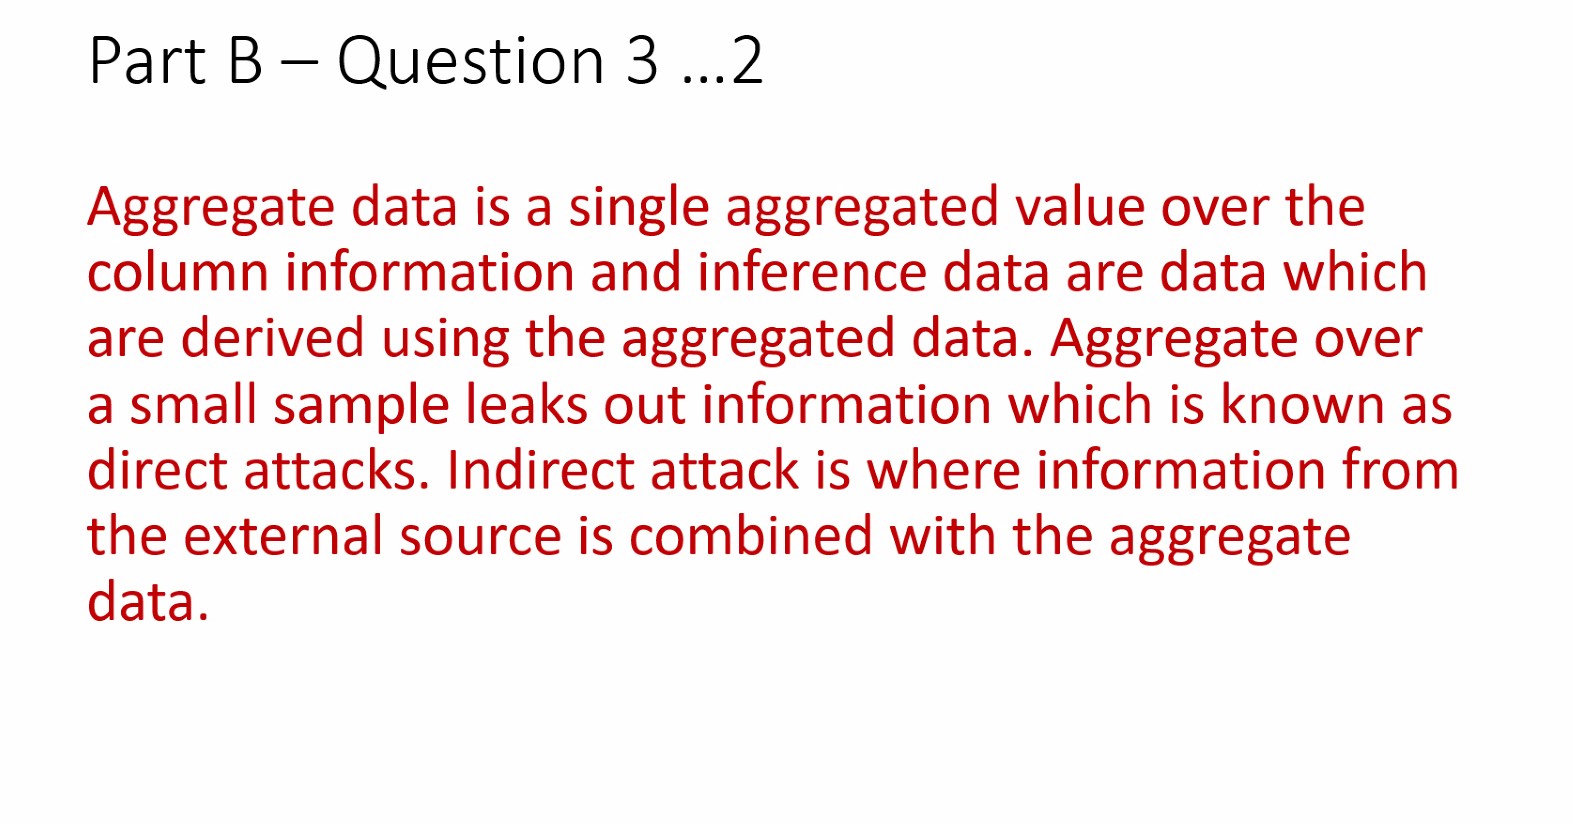 Part B – Question 3 ...2
Aggregate data is a single aggregated value over the
column information and inference data are data which
are derived using the aggregated data. Aggregate over
a small sample leaks out information which is known as
direct attacks. Indirect attack is where information from
the external source is combined with the aggregate
data.